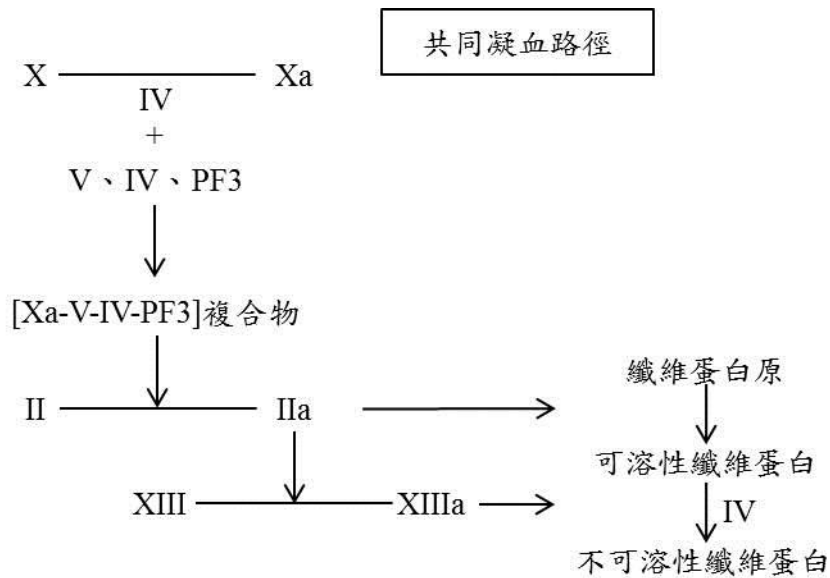 共同凝血路徑
X Xa
IV
+
V、IV、PF3
[Xa-V-IV-PF3]複合物
纖維蛋白原
II IIa
可溶性纖維蛋白
XIII XIIIa IV
不可溶性纖維蛋白